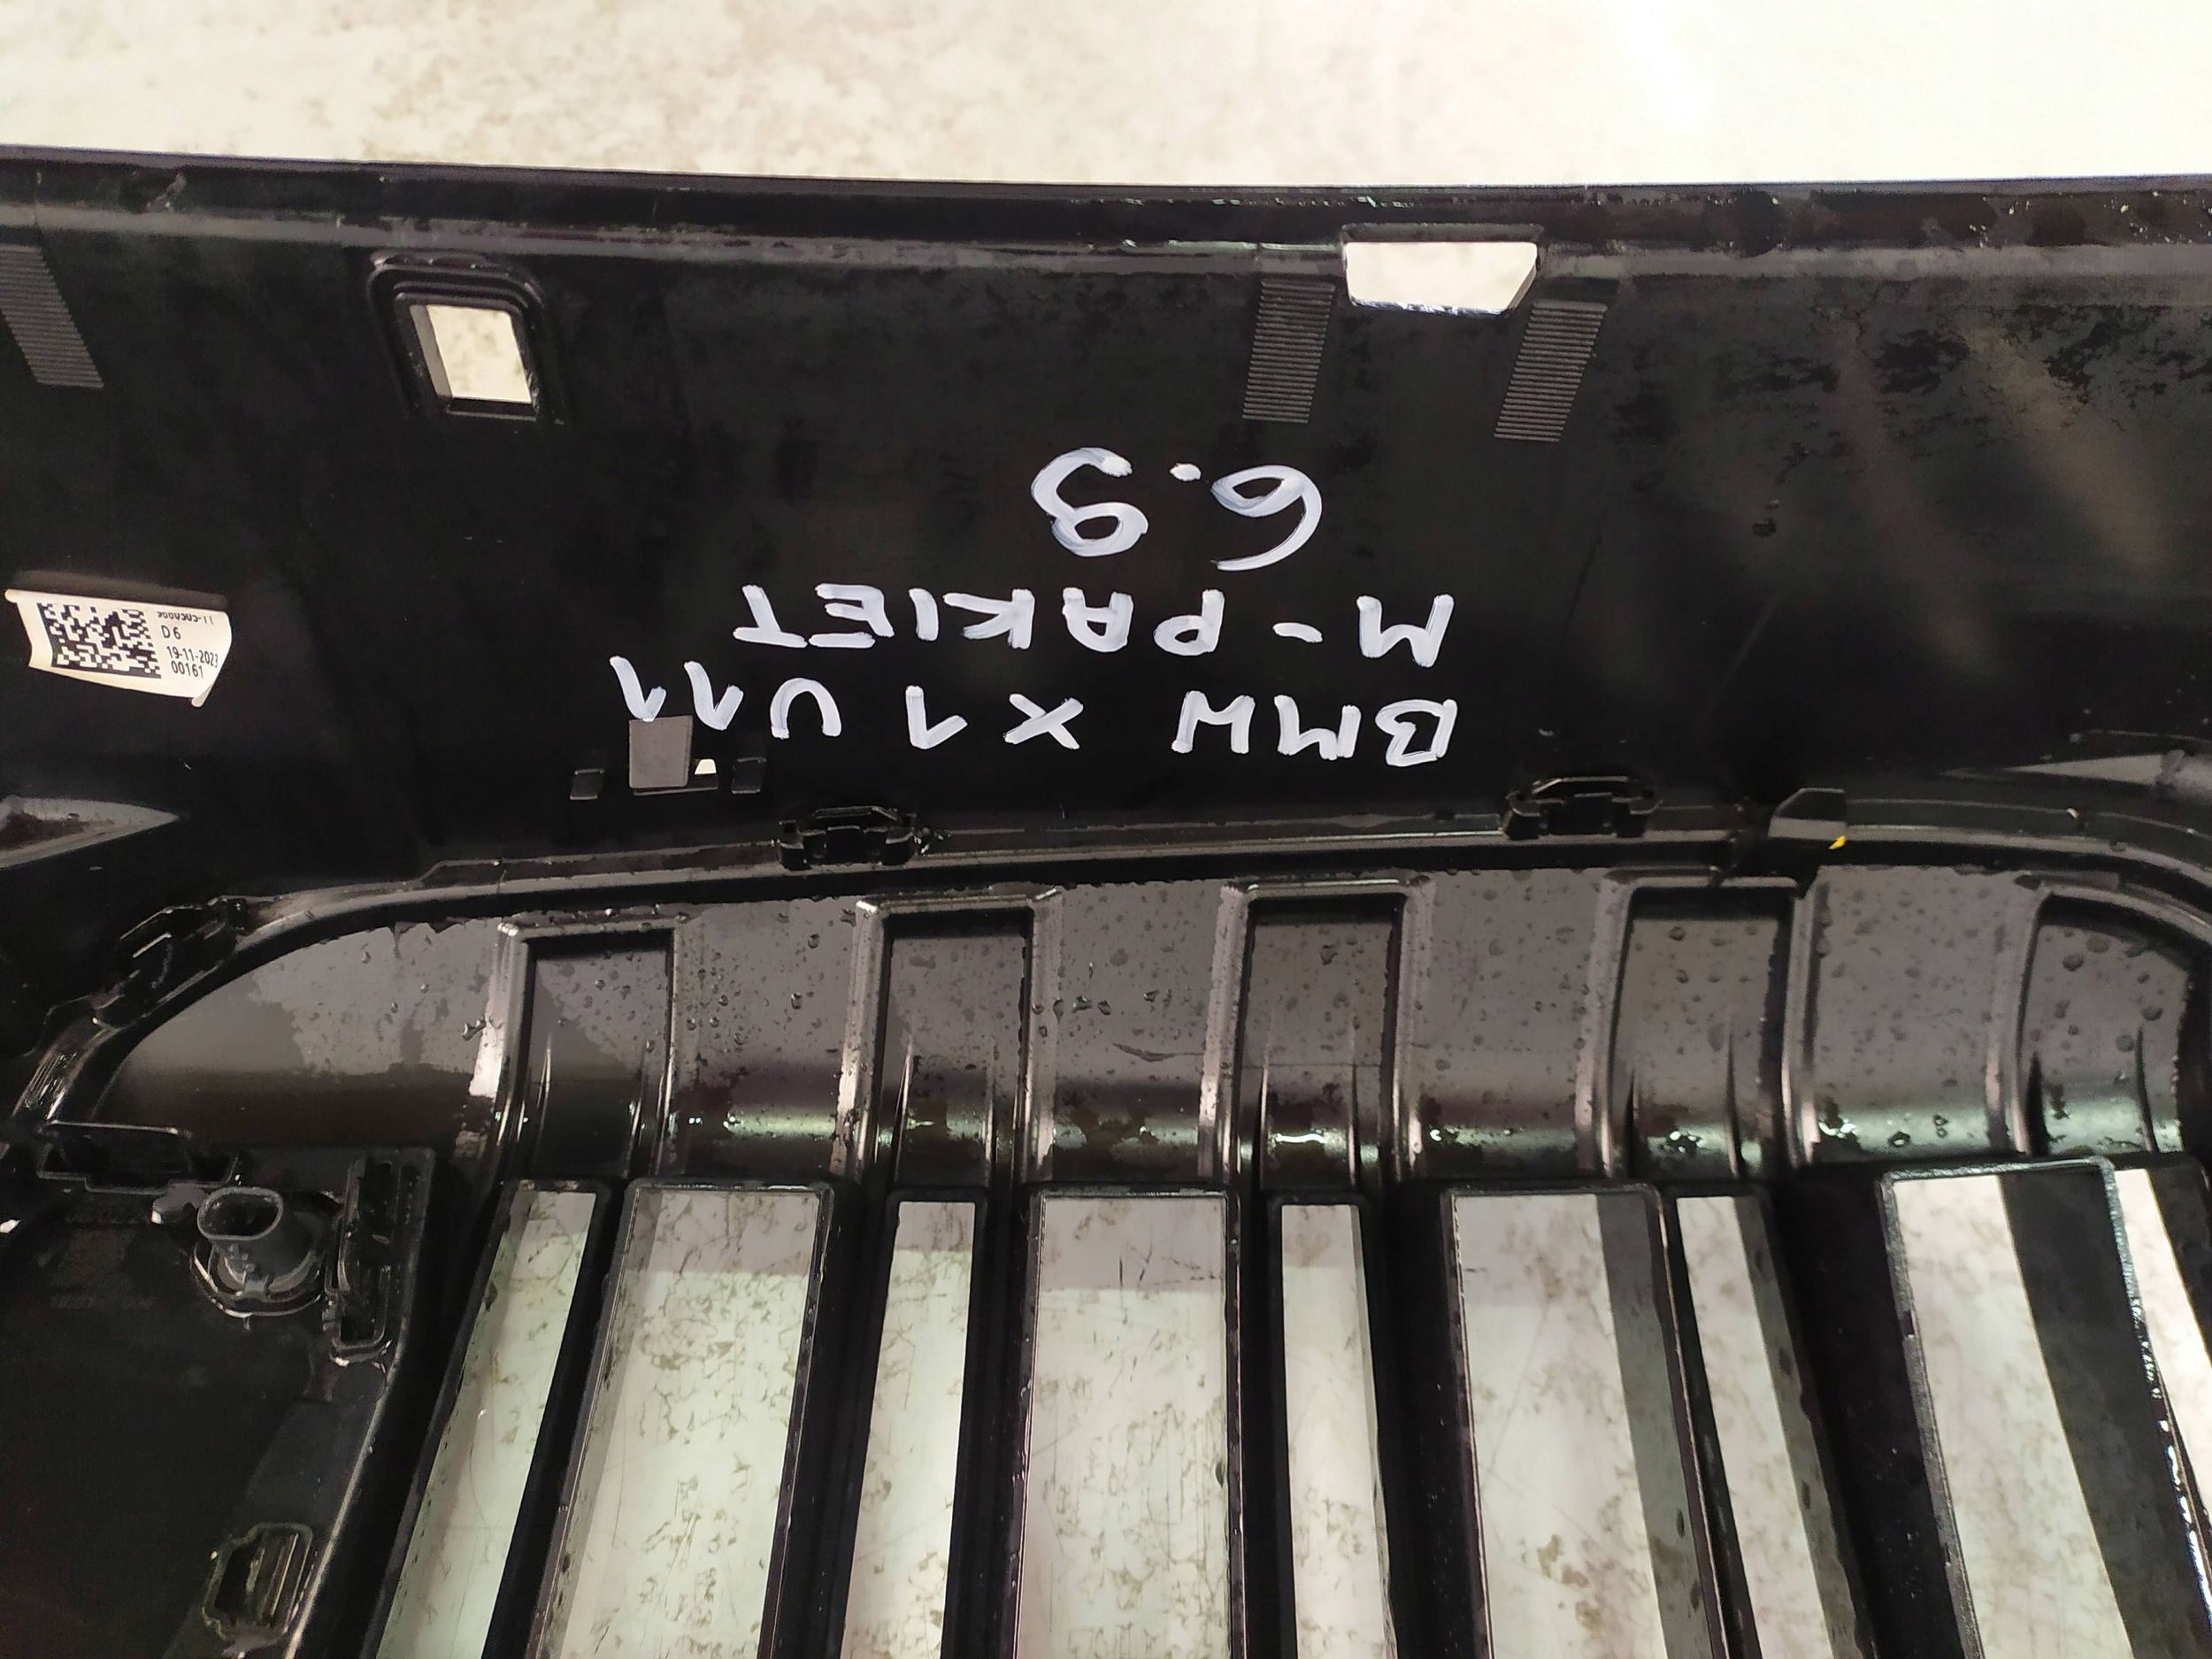 BMW X1 U11
M-PAKIET
6.9
D6
19-11-2023
00161